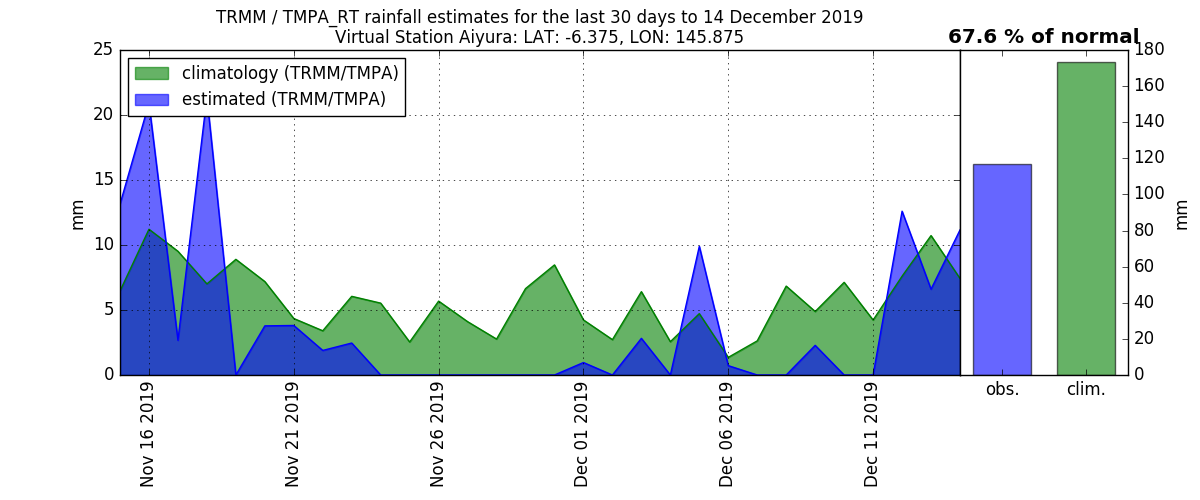 TRMM / TMPA_RT rainfall estimates for the last 30 days to 14 December 2019
Virtual Station Aiyura: LAT: -6.375, LON: 145.875
67.6 % of normal
climatology (TRMM/TMPA)
estimated (TRMM/TMPA)
25
20
15
10
5
0
mm
Nov 16 2019
Nov 21 2019
Nov 26 2019
Dec 01 2019
Dec 06 2019
Dec 11 2019
obs.
clim.
180
160
140
120
100
80
60
40
20
0
mm